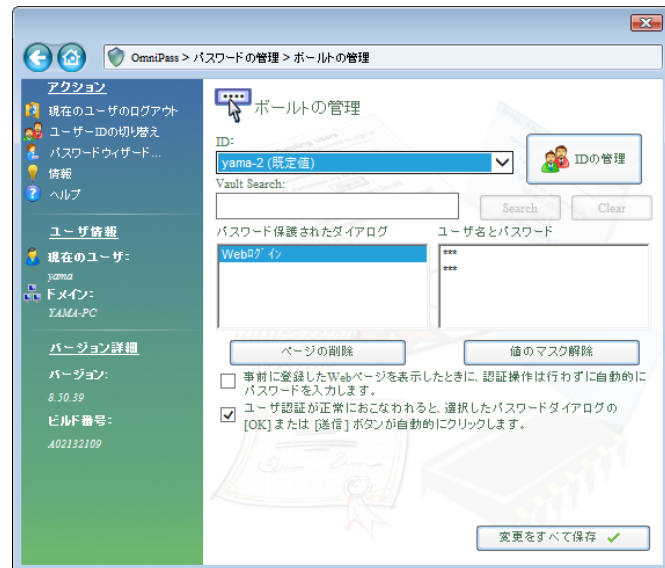 OmniPass > パスワードの管理 > ボールトの管理
アクション
現在のユーザのログアウト
ユーザーIDの切り替え
パスワードウィザード...
情報
ヘルプ
ユーザ情報
現在のユーザ:
yama
ドメイン:
YAMA-PC
バージョン詳細
バージョン:
8.50.39
ビルド番号:
A02132109
ボールトの管理
ID:
yama-2 (既定値)
IDの管理
Vault Search:
Search
Clear
パスワード保護されたダイアログ
ユーザ名とパスワード
Webログイン
***
***
ページの削除
値のマスク解除
事前に登録したWebページを表示したときに、認証操作は行わずに自動的に
パスワードを入力します。
ユーザ認証が正常におこなわれると、選択したパスワードダイアログの
[OK] または [送信] ボタンが自動的にクリックします。
変更をすべて保存